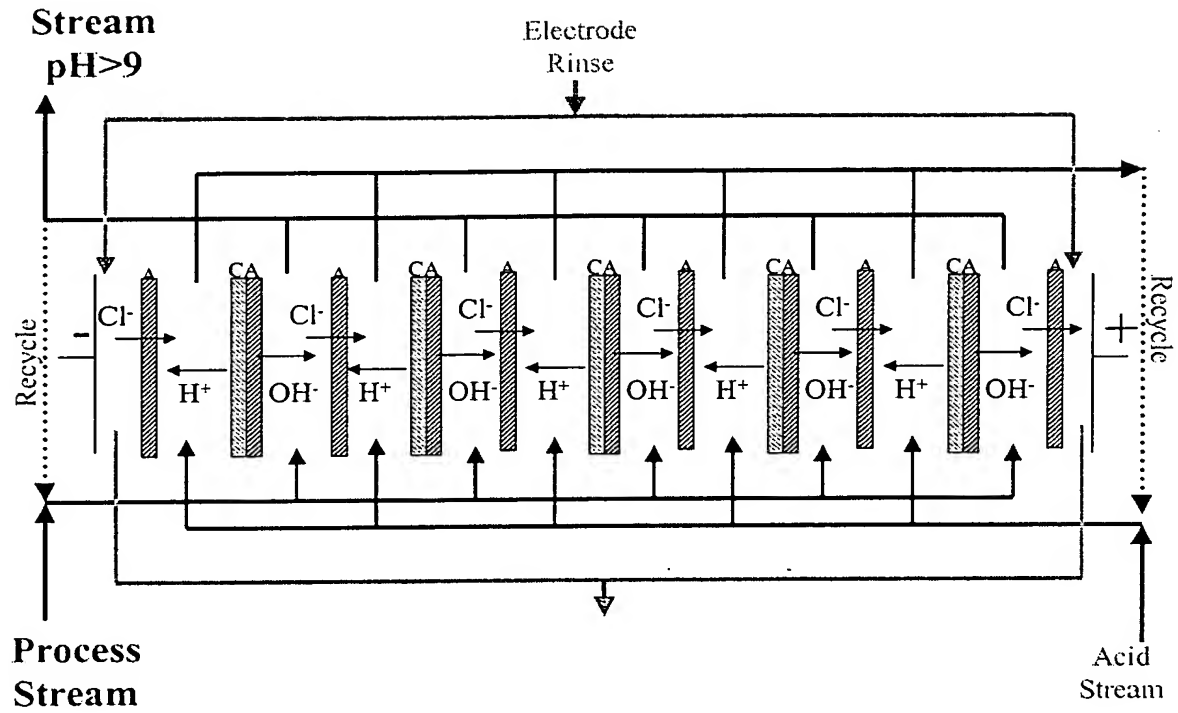 Stream
pH>9
Electrode
Rinse
A CA A CA A CA A CA A CA A
Cl- Cl- Cl- Cl- Cl- Cl-
- +
H+ OH- H+ OH- H+ OH- H+ OH- H+ OH-
Recycle
Recycle
Process
Stream
Acid
Stream